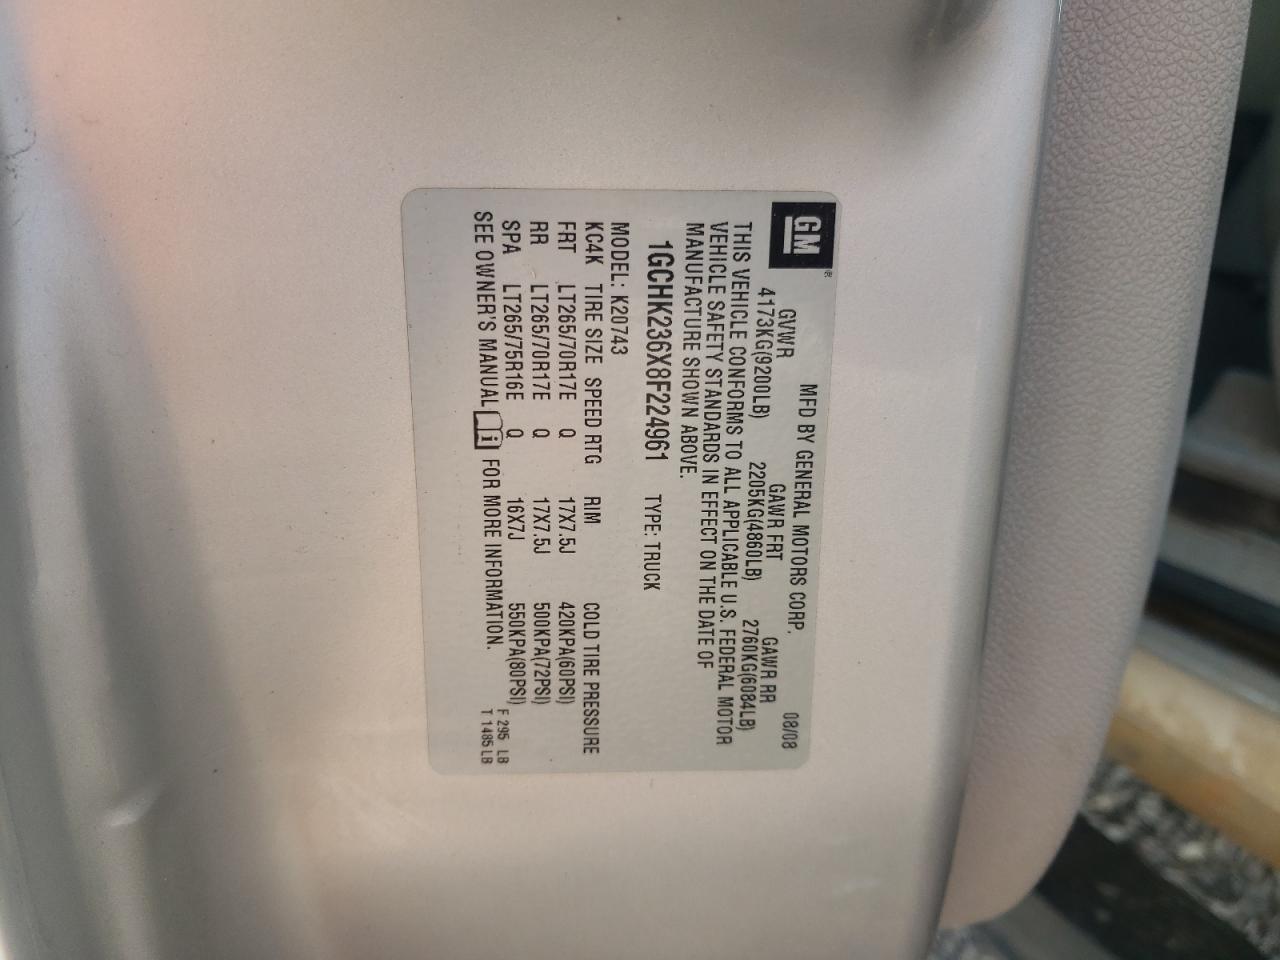 GM®
MFD BY GENERAL MOTORS CORP. 08/08
GVWR GAWR FRT GAWR RR
4173KG(9200LB) 2205KG(4860LB) 2760KG(6084LB)
THIS VEHICLE CONFORMS TO ALL APPLICABLE U.S. FEDERAL MOTOR
VEHICLE SAFETY STANDARDS IN EFFECT ON THE DATE OF
MANUFACTURE SHOWN ABOVE.
1GCHK236X8F224961 TYPE: TRUCK
MODEL: K20743
KC4K TIRE SIZE SPEED RTG RIM COLD TIRE PRESSURE
FRT LT265/70R17E Q 17X7.5J 420KPA(60PSI)
RR LT265/70R17E Q 17X7.5J 500KPA(72PSI)
SPA LT265/75R16E Q 16X7J 550KPA(80PSI)
SEE OWNER'S MANUAL i FOR MORE INFORMATION.
F 295 LB
T 1485 LB